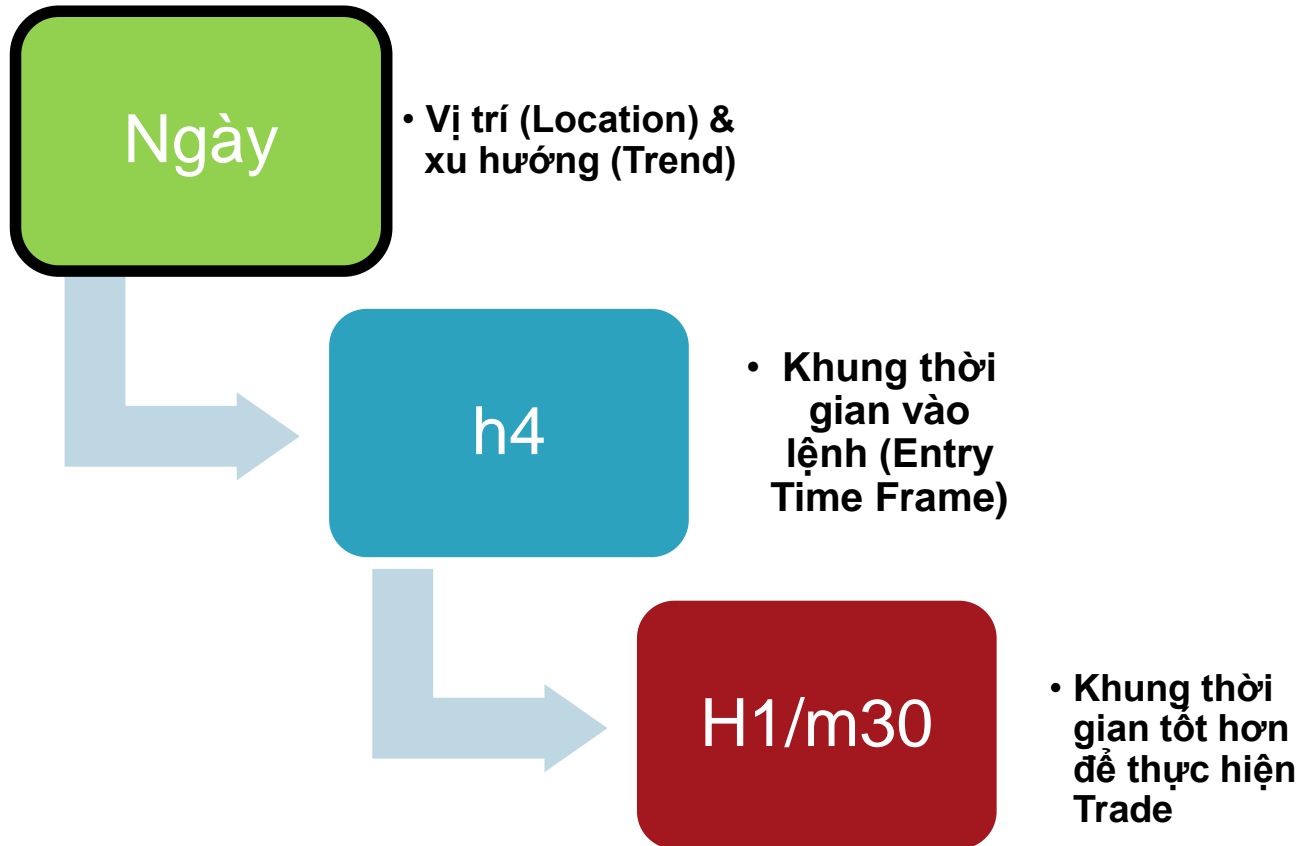 Ngày
• Vị trí (Location) &
xu hướng (Trend)
h4
• Khung thời
gian vào
lệnh (Entry
Time Frame)
H1/m30
• Khung thời
gian tốt hơn
để thực hiện
Trade